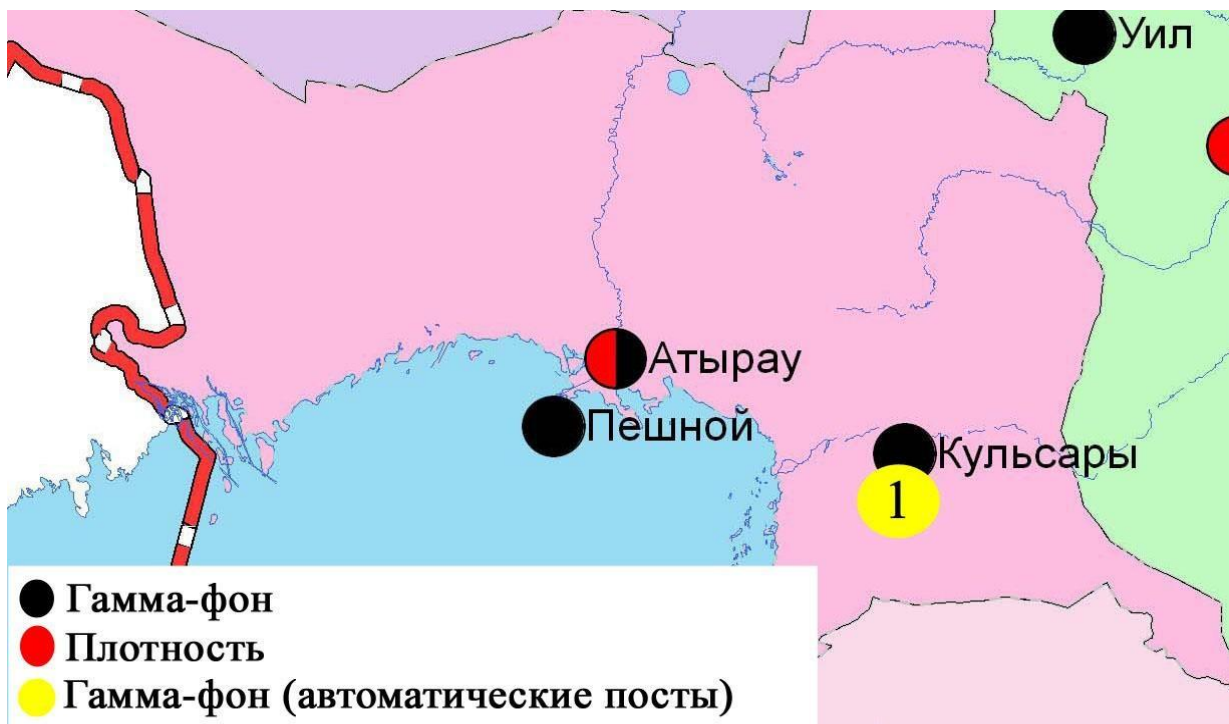 Уил
Атырау
Пешной
Кульсары
1
Гамма-фон
Плотность
Гамма-фон (автоматические посты)